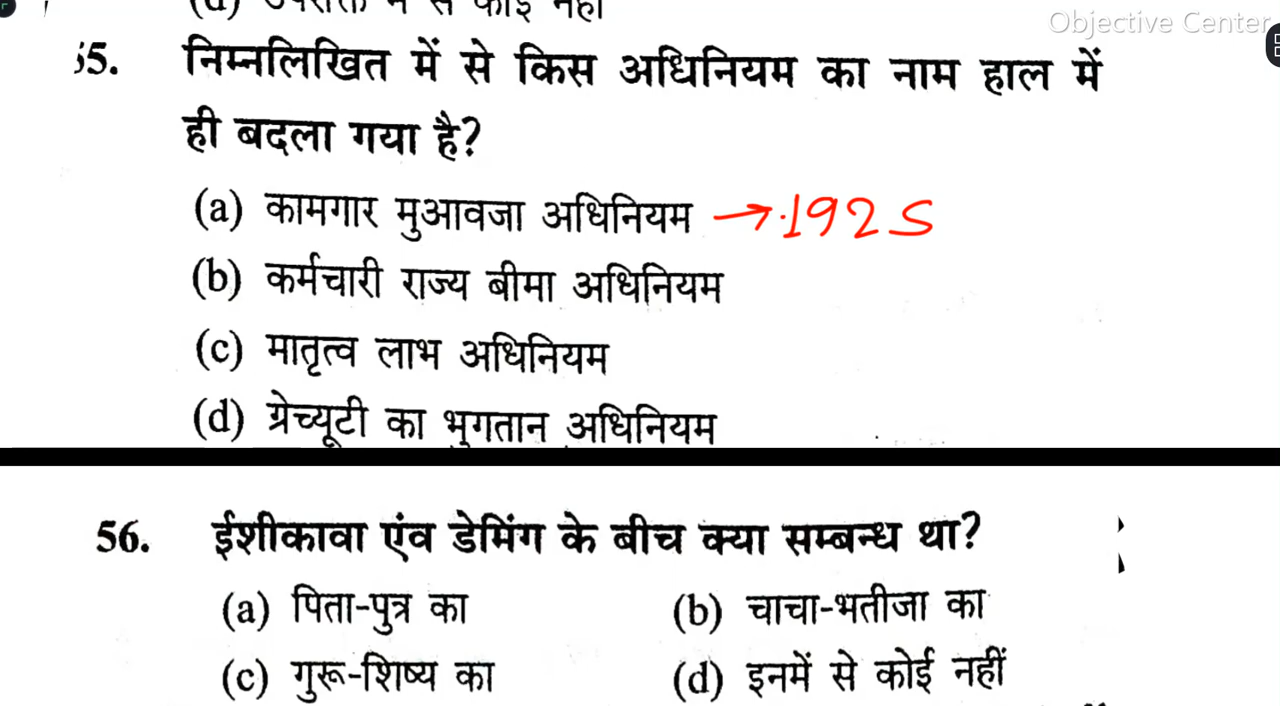 Objective Center
55. निम्नलिखित में से किस अधिनियम का नाम हाल में
ही बदला गया है?
(a) कामगार मुआवजा अधिनियम → 1925
(b) कर्मचारी राज्य बीमा अधिनियम
(c) मातृत्व लाभ अधिनियम
(d) ग्रेच्यूटी का भुगतान अधिनियम
56. ईशीकावा एंव डेमिंग के बीच क्या सम्बन्ध था?
(a) पिता-पुत्र का (b) चाचा-भतीजा का
(c) गुरू-शिष्य का (d) इनमें से कोई नहीं